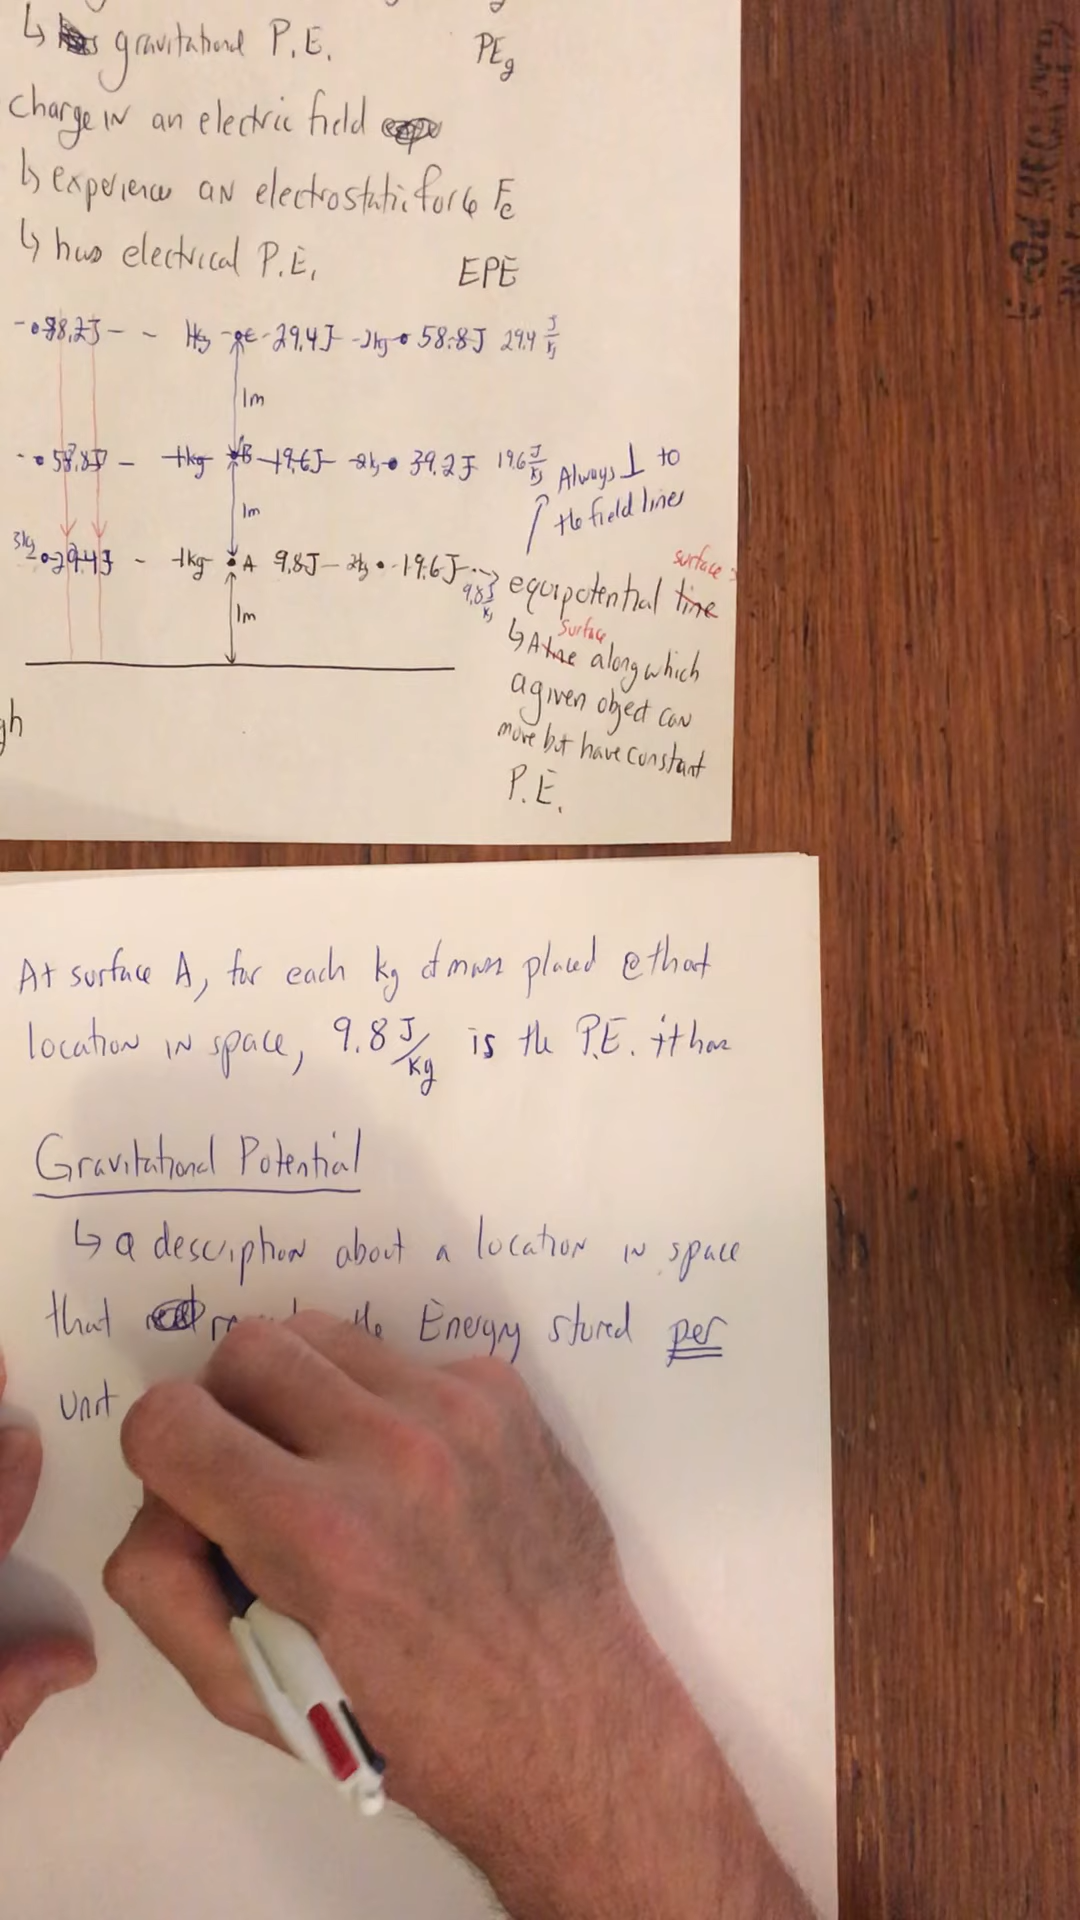 ↳ gravitational P.E. PEg
charge in an electric field
↳ experience an electrostatic force Fe
↳ has electrical P.E. EPE
88.2J 1kg C 29.4J 2kg 58.8J 29.4 J/kg
1m
58.8J 1kg B 19.6J 2kg 39.2J 19.6 J/kg
Always ⊥ to
the field lines
1m
3kg 29.4J 1kg A 9.8J 2kg 19.6J
9.8 J/kg
surface
equipotential line
1m
surface
↳ A line along which
a given object can
move but have constant
P.E.
gh
At surface A, for each kg of mass placed @ that
location in space, 9.8 J/kg is the P.E. it has
Gravitational Potential
↳ a description about a location in space
that the Energy stored per
unit